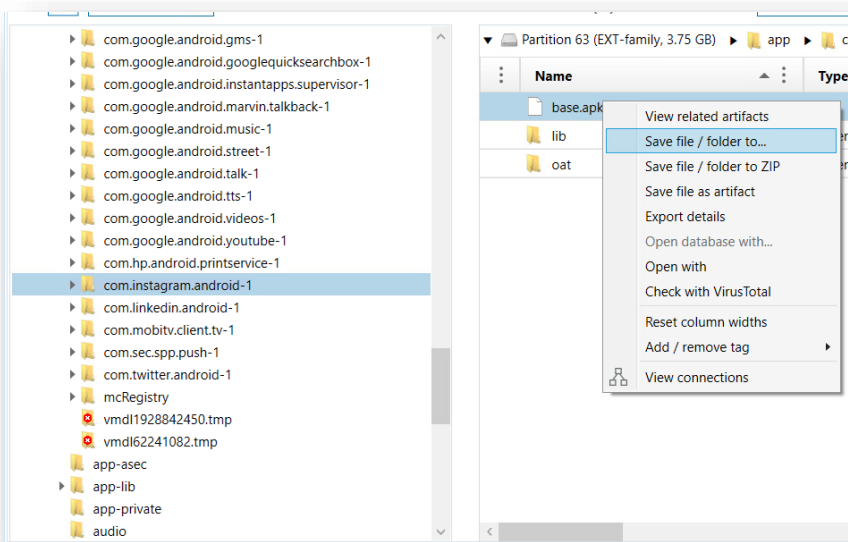 com.google.android.gms-1
com.google.android.googlequicksearchbox-1
com.google.android.instantapps.supervisor-1
com.google.android.marvin.talkback-1
com.google.android.music-1
com.google.android.street-1
com.google.android.talk-1
com.google.android.tts-1
com.google.android.videos-1
com.google.android.youtube-1
com.hp.android.printservice-1
com.instagram.android-1
com.linkedin.android-1
com.mobitv.client.tv-1
com.sec.spp.push-1
com.twitter.android-1
mcRegistry
vmdl1928842450.tmp
vmdl62241082.tmp
app-asec
app-lib
app-private
audio
Partition 63 (EXT-family, 3.75 GB) app
Name Type
base.apk
lib
oat
View related artifacts
Save file / folder to...
Save file / folder to ZIP
Save file as artifact
Export details
Open database with...
Open with
Check with VirusTotal
Reset column widths
Add / remove tag
View connections